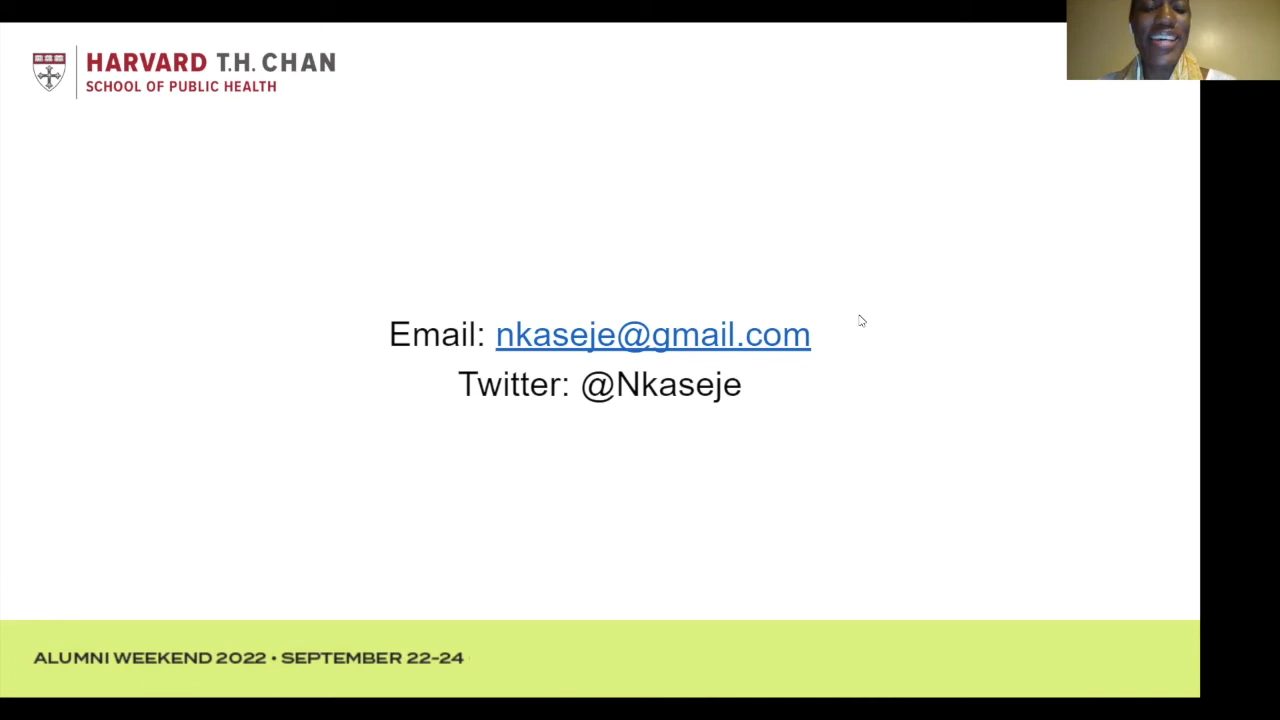 HARVARD T.H. CHAN
SCHOOL OF PUBLIC HEALTH
Email: nkaseje@gmail.com
Twitter: @Nkaseje
ALUMNI WEEKEND 2022 • SEPTEMBER 22-24